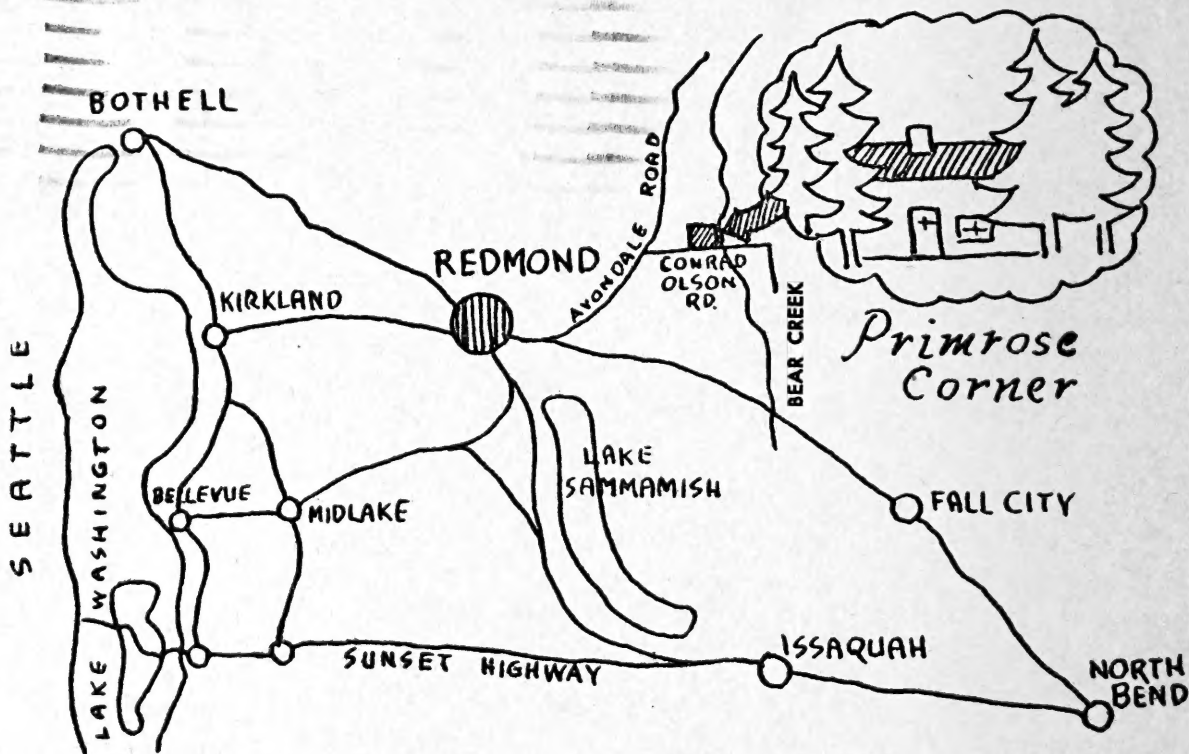 BOTHELL
AVONDALE ROAD
REDMOND
CONRAD
OLSON
RD.
KIRKLAND
BEAR CREEK
Primrose
Corner
SEATTLE
LAKE WASHINGTON
LAKE
SAMMAMISH
BELLEVUE
MIDLAKE
FALL CITY
SUNSET HIGHWAY
ISSAQUAH
NORTH
BEND